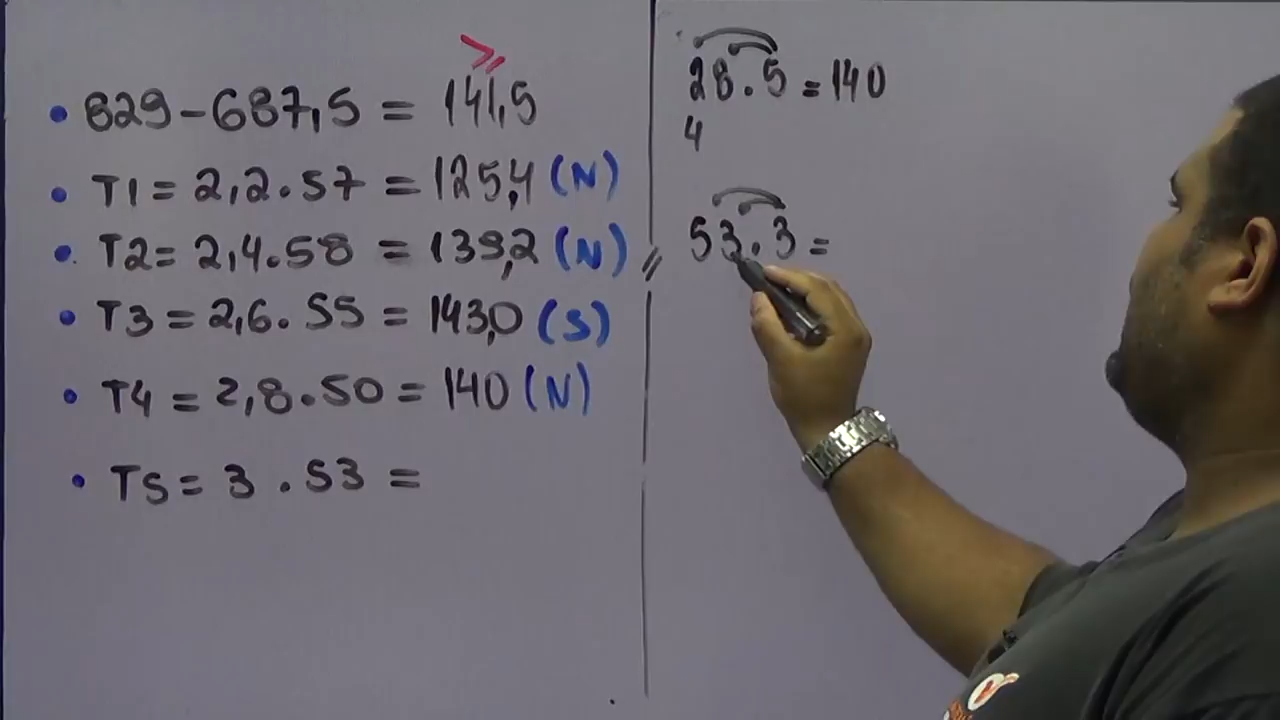 ≥
• 829-687,5 = 141,5
• T1 = 2,2.57 = 125,4 (N)
• T2= 2,4.58 = 139,2 (N)
• T3 = 2,6. 55 = 143,0 (S)
• T4 = 2,8.50 = 140 (N)
• T5 = 3 . 53 =
28.5 = 140
4
53.3 =